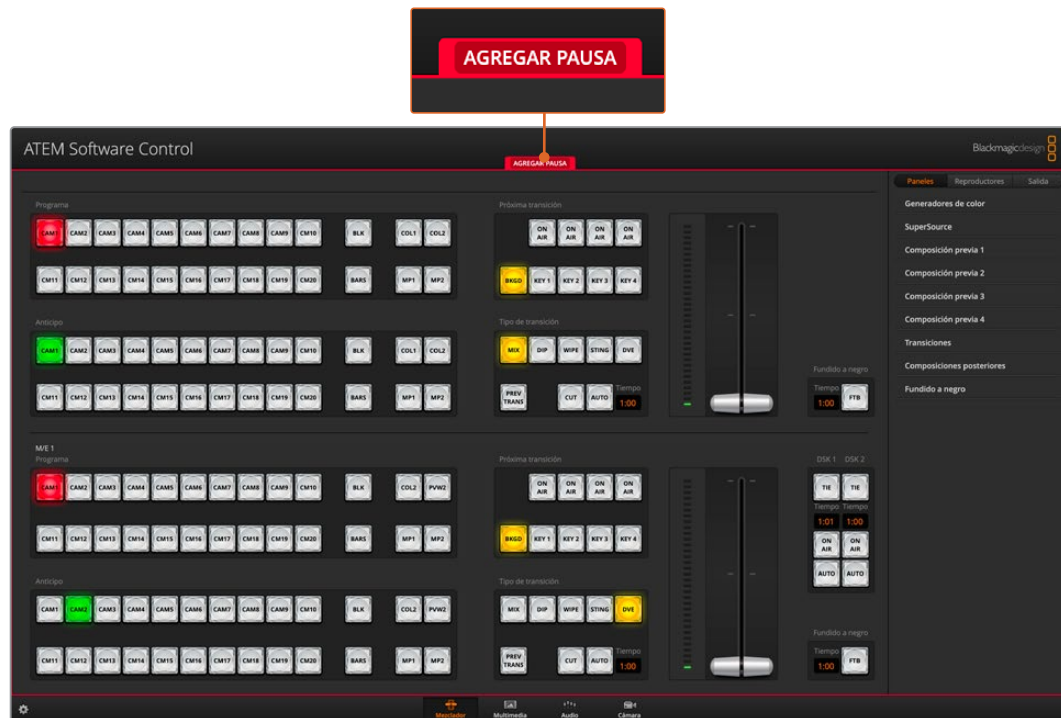 AGREGAR PAUSA
ATEM Software Control
Blackmagicdesign
AGREGAR PAUSA
Paneles Reproductores Salida
Generadores de color
SuperSource
Composición previa 1
Composición previa 2
Composición previa 3
Composición previa 4
Transiciones
Composiciones posteriores
Fundido a negro
Programa
CAM1 CAM2 CAM3 CAM4 CAM5 CAM6 CAM7 CAM8 CAM9 CM10 BLK COL1 COL2
CM11 CM12 CM13 CM14 CM15 CM16 CM17 CM18 CM19 CM20 BARS MP1 MP2
Próxima transición
ON AIR ON AIR ON AIR ON AIR
BKGD KEY 1 KEY 2 KEY 3 KEY 4
Anticipo
CAM1 CAM2 CAM3 CAM4 CAM5 CAM6 CAM7 CAM8 CAM9 CM10 BLK COL1 COL2
CM11 CM12 CM13 CM14 CM15 CM16 CM17 CM18 CM19 CM20 BARS MP1 MP2
Tipo de transición
MIX DIP WIPE STING DVE
PREV TRANS CUT AUTO Tiempo 1:00
Fundido a negro
Tiempo 1:00 FTB
M/E 1
Programa
CAM1 CAM2 CAM3 CAM4 CAM5 CAM6 CAM7 CAM8 CAM9 CM10 BLK COL2 PVW2
CM11 CM12 CM13 CM14 CM15 CM16 CM17 CM18 CM19 CM20 BARS MP1 MP2
Próxima transición
ON AIR ON AIR ON AIR ON AIR
BKGD KEY 1 KEY 2 KEY 3 KEY 4
DSK 1 DSK 2
TIE TIE
Tiempo Tiempo
1:01 1:00
ON AIR ON AIR
AUTO AUTO
Anticipo
CAM1 CAM2 CAM3 CAM4 CAM5 CAM6 CAM7 CAM8 CAM9 CM10 BLK COL2 PVW2
CM11 CM12 CM13 CM14 CM15 CM16 CM17 CM18 CM19 CM20 BARS MP1 MP2
Tipo de transición
MIX DIP WIPE STING DVE
PREV TRANS CUT AUTO Tiempo 1:00
Fundido a negro
Tiempo 1:00 FTB
Mezclador Multimedia Audio Cámara